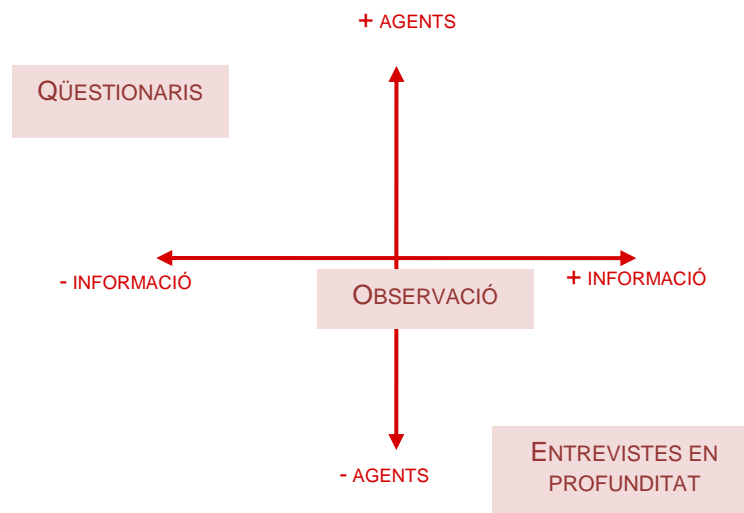 + AGENTS
QÜESTIONARIS
- INFORMACIÓ
+ INFORMACIÓ
OBSERVACIÓ
- AGENTS
ENTREVISTES EN
PROFUNDITAT